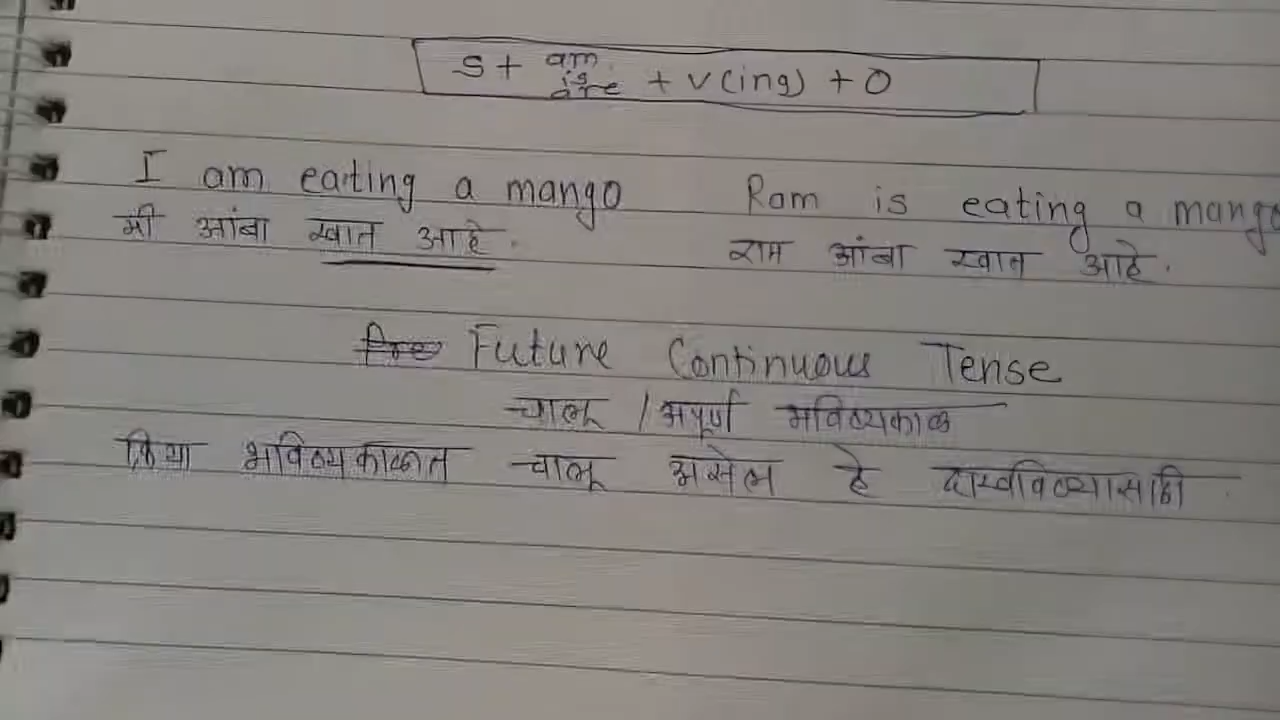 S + am is are + v(ing) + O
I am eating a mango Ram is eating a mango
मी आंबा खात आहे. राम आंबा खात आहे.
Future Continuous Tense
चालू / अपूर्ण भविष्यकाळ
क्रिया भविष्यकाळात चालू असेल हे दाखविण्यासाठी